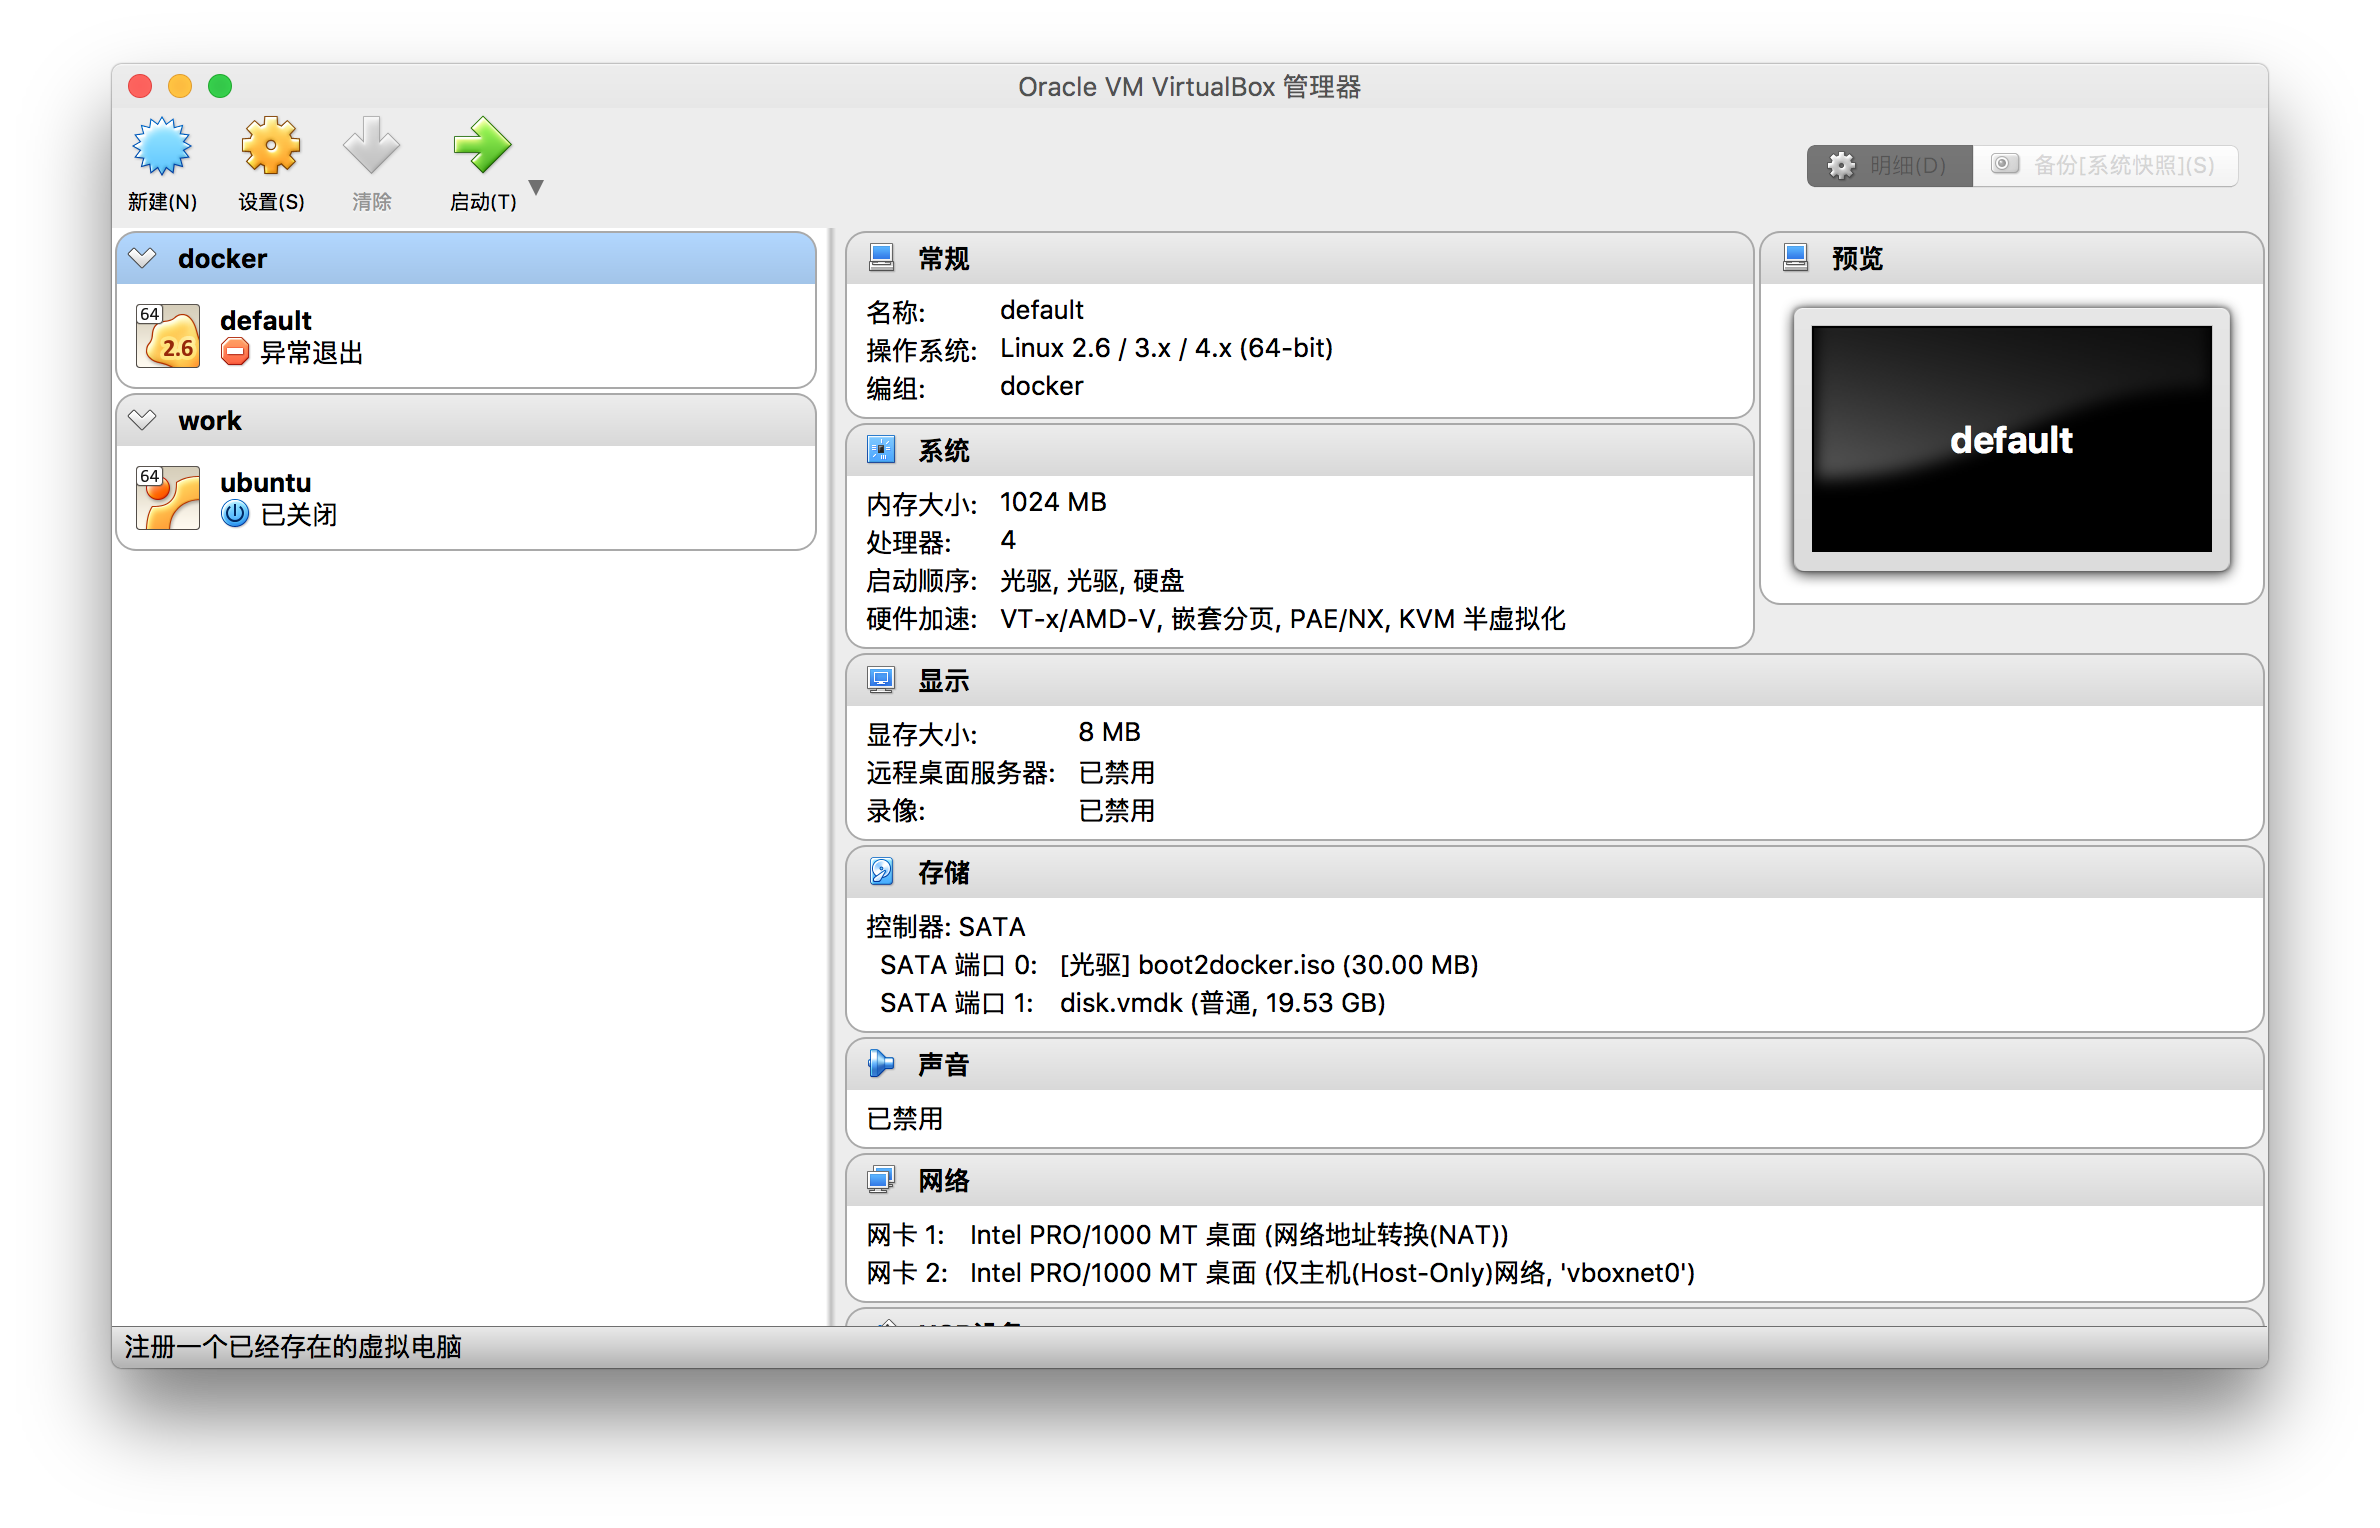 Oracle VM VirtualBox 管理器
新建(N)
设置(S)
清除
启动(T)
明细(D)
备份[系统快照](S)
docker
64
2.6
default
异常退出
work
64
ubuntu
已关闭
常规
名称: default
操作系统: Linux 2.6 / 3.x / 4.x (64-bit)
编组: docker
系统
内存大小: 1024 MB
处理器: 4
启动顺序: 光驱, 光驱, 硬盘
硬件加速: VT-x/AMD-V, 嵌套分页, PAE/NX, KVM 半虚拟化
预览
default
显示
显存大小: 8 MB
远程桌面服务器: 已禁用
录像: 已禁用
存储
控制器: SATA
SATA 端口 0: [光驱] boot2docker.iso (30.00 MB)
SATA 端口 1: disk.vmdk (普通, 19.53 GB)
声音
已禁用
网络
网卡 1: Intel PRO/1000 MT 桌面 (网络地址转换(NAT))
网卡 2: Intel PRO/1000 MT 桌面 (仅主机(Host-Only)网络, 'vboxnet0')
注册一个已经存在的虚拟电脑